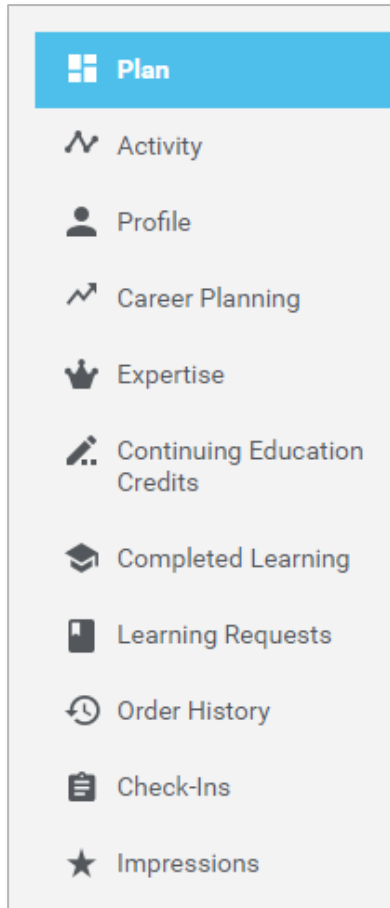 Plan
Activity
Profile
Career Planning
Expertise
Continuing Education
Credits
Completed Learning
Learning Requests
Order History
Check-Ins
Impressions